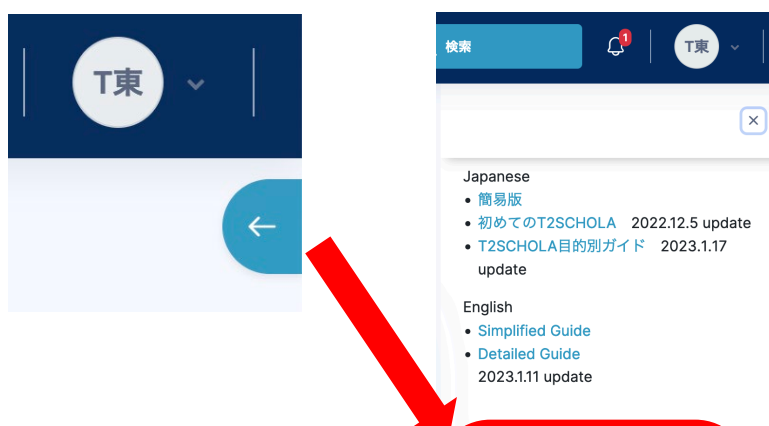 T東
検索
1
T東
Japanese
• 簡易版
• 初めてのT2SCHOLA 2022.12.5 update
• T2SCHOLA目的別ガイド 2023.1.17
update
English
• Simplified Guide
• Detailed Guide
2023.1.11 update